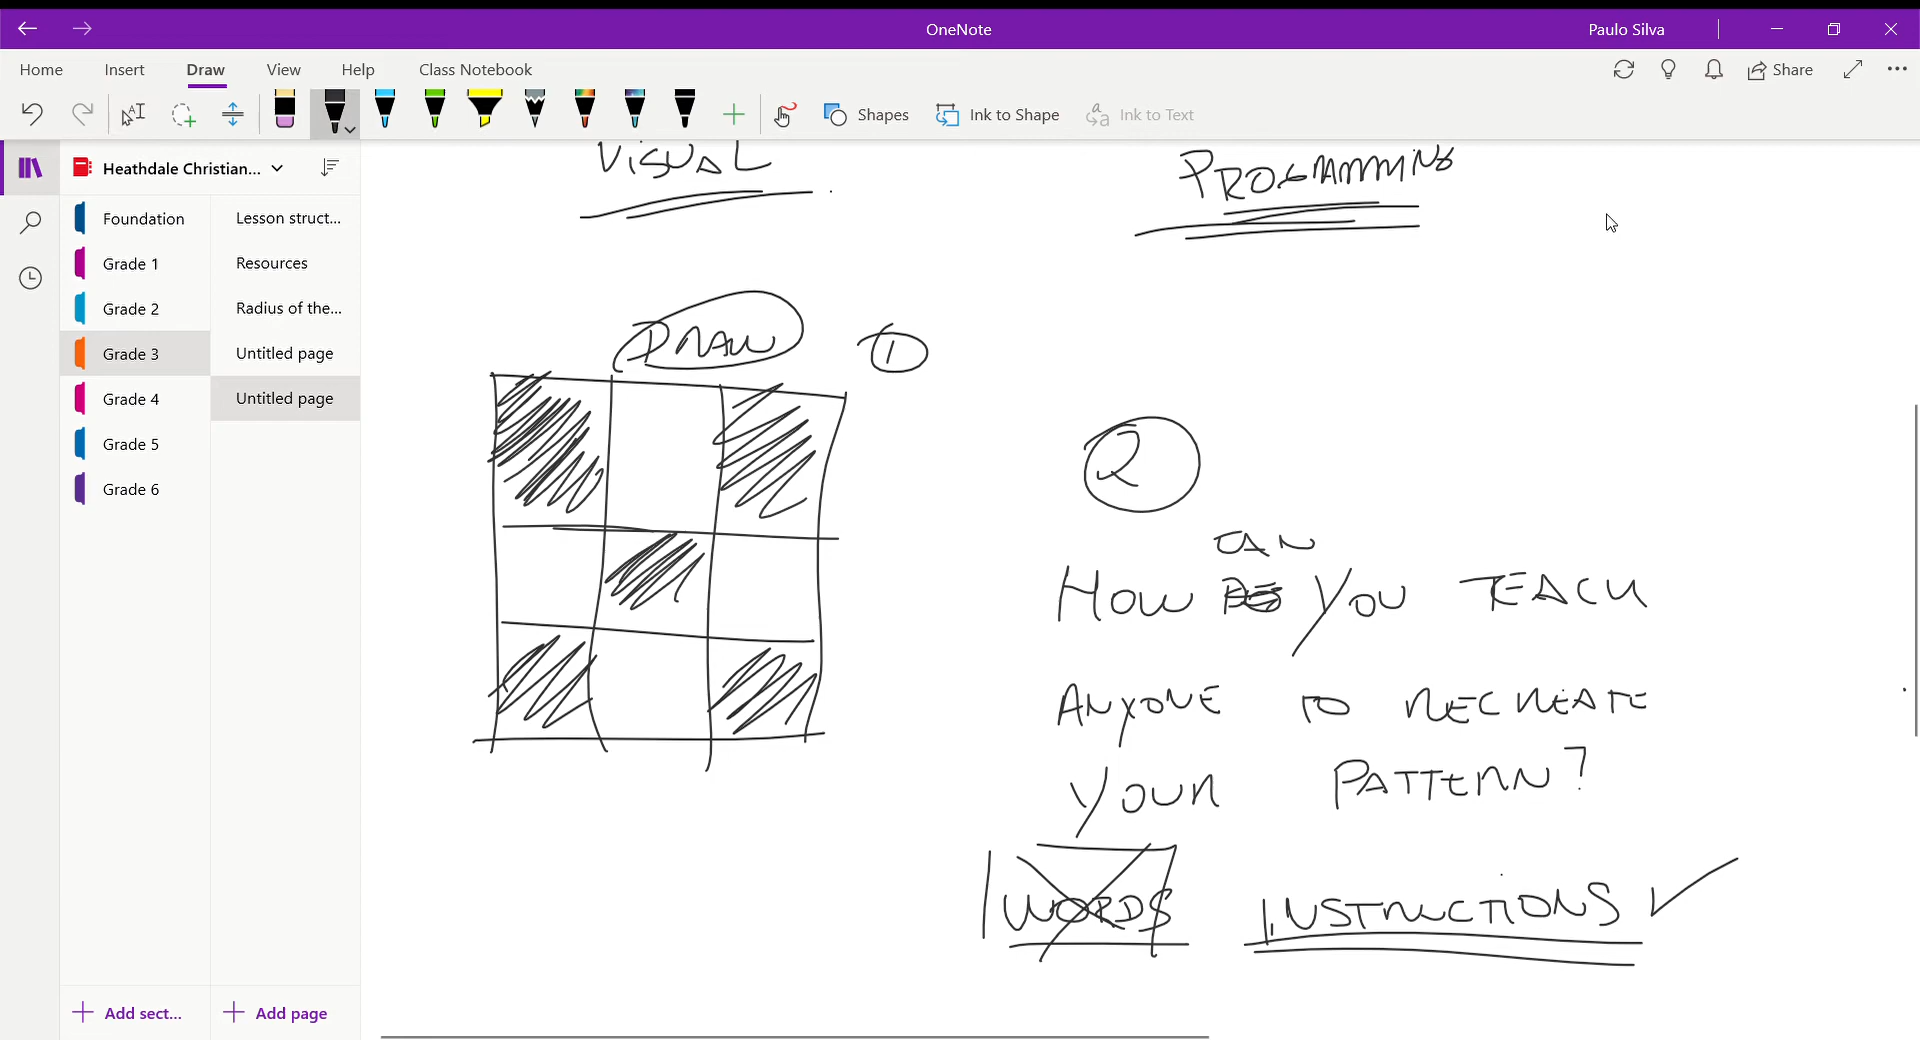 OneNote
Paulo Silva
Home Insert Draw View Help Class Notebook
Share
Shapes Ink to Shape Ink to Text
Heathdale Christian...
Foundation
Grade 1
Grade 2
Grade 3
Grade 4
Grade 5
Grade 6
Lesson struct...
Resources
Radius of the...
Untitled page
Untitled page
Add sect...
Add page
VISUAL
PROGRAMMING
DRAW 1
2
CAN
HOW DO YOU TEACH
ANYONE TO RECREATE
YOUR PATTERN?
WORDS INSTRUCTIONS